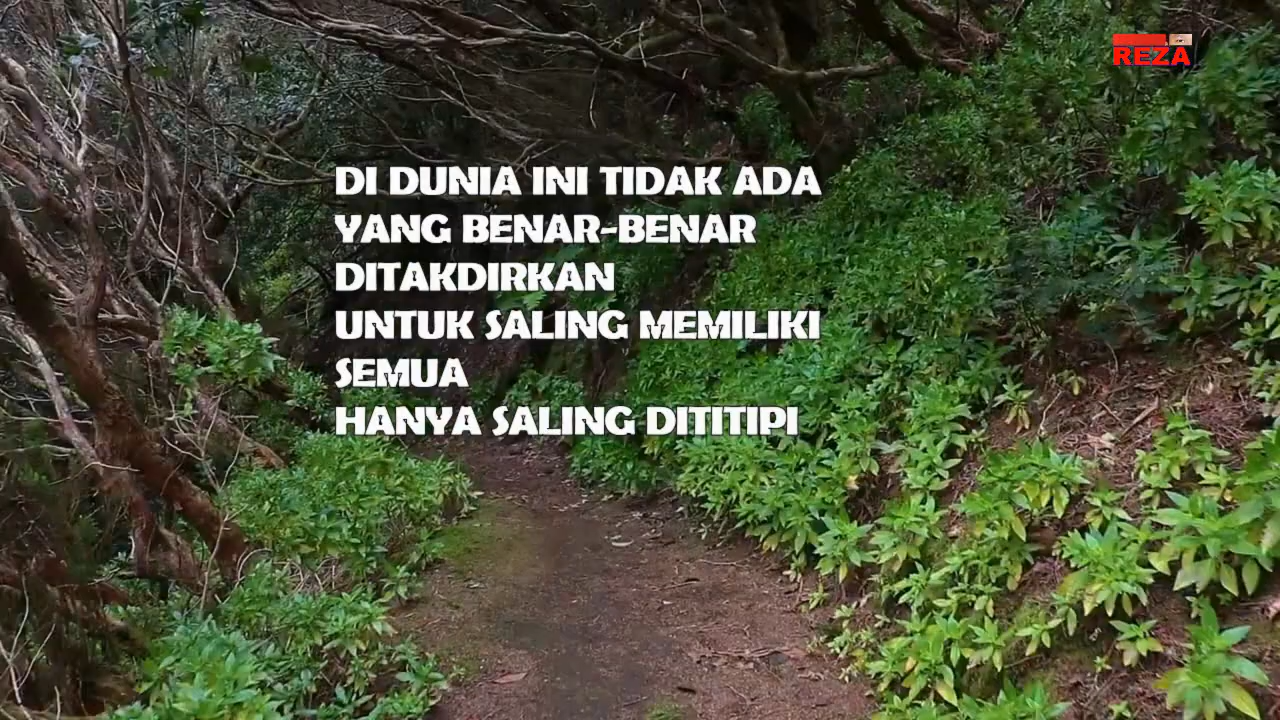 REZA
DI DUNIA INI TIDAK ADA
YANG BENAR-BENAR
DITAKDIRKAN
UNTUK SALING MEMILIKI
SEMUA
HANYA SALING DITITIPI